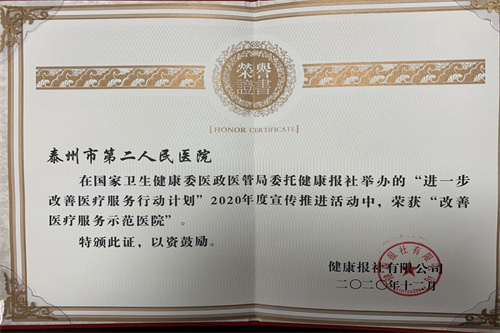 榮譽
證書
[HONOR CERTIFICATE]
泰州市第二人民医院
在国家卫生健康委医政医管局委托健康报社举办的“进一步
改善医疗服务行动计划”2020年度宣传推进活动中，荣获“改善
医疗服务示范医院”。
特颁此证，以资鼓励。
健康报社有限公司
二〇二〇年十二月